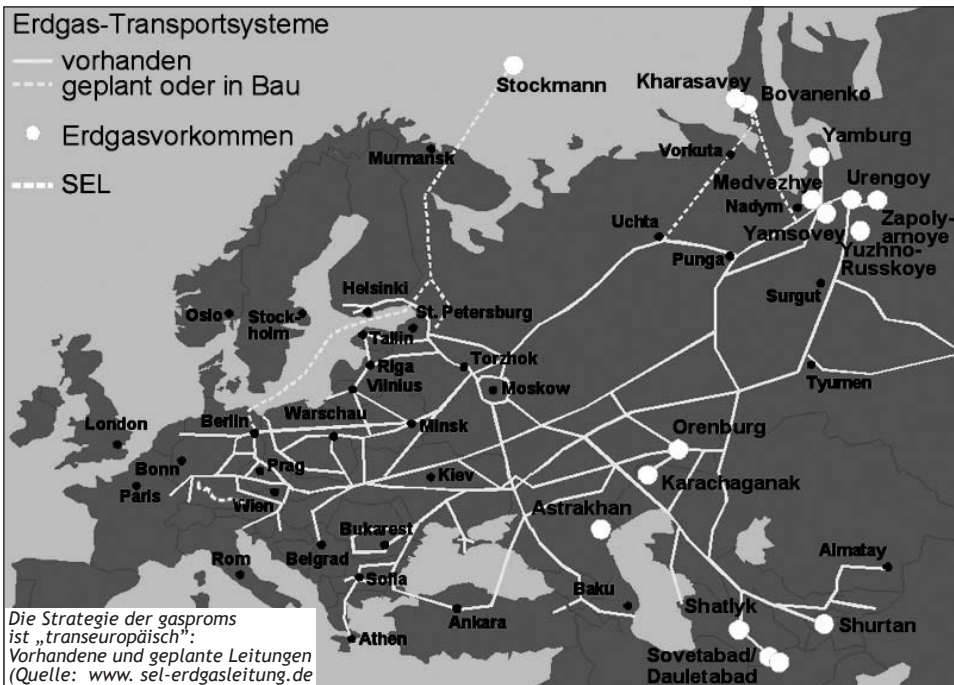 Erdgas-Transportsysteme
vorhanden
geplant oder in Bau
Erdgasvorkommen
SEL
Stockmann
Kharasavey
Bovanenko
Murmansk
Vorkuta
Yamburg
Medvezhye
Urengoy
Nadym
Uchta
Yamsovey
Zapoly-
arnoye
Punga
Yuzhno-
Russkoye
Surgut
Helsinki
Oslo
Stock-
holm
St. Petersburg
Tallin
Riga
Torzhok
Vilnius
Moskow
Tyumen
London
Berlin
Warschau
Minsk
Orenburg
Bonn
Prag
Kiev
Karachaganak
Paris
Wien
Astrakhan
Bukarest
Rom
Belgrad
Almatay
Sofia
Baku
Ankara
Shatlyk
Shurtan
Athen
Sovetabad/
Dauletabad
Die Strategie der gasproms
ist „transeuropäisch”:
Vorhandene und geplante Leitungen
(Quelle: www. sel-erdgasleitung.de